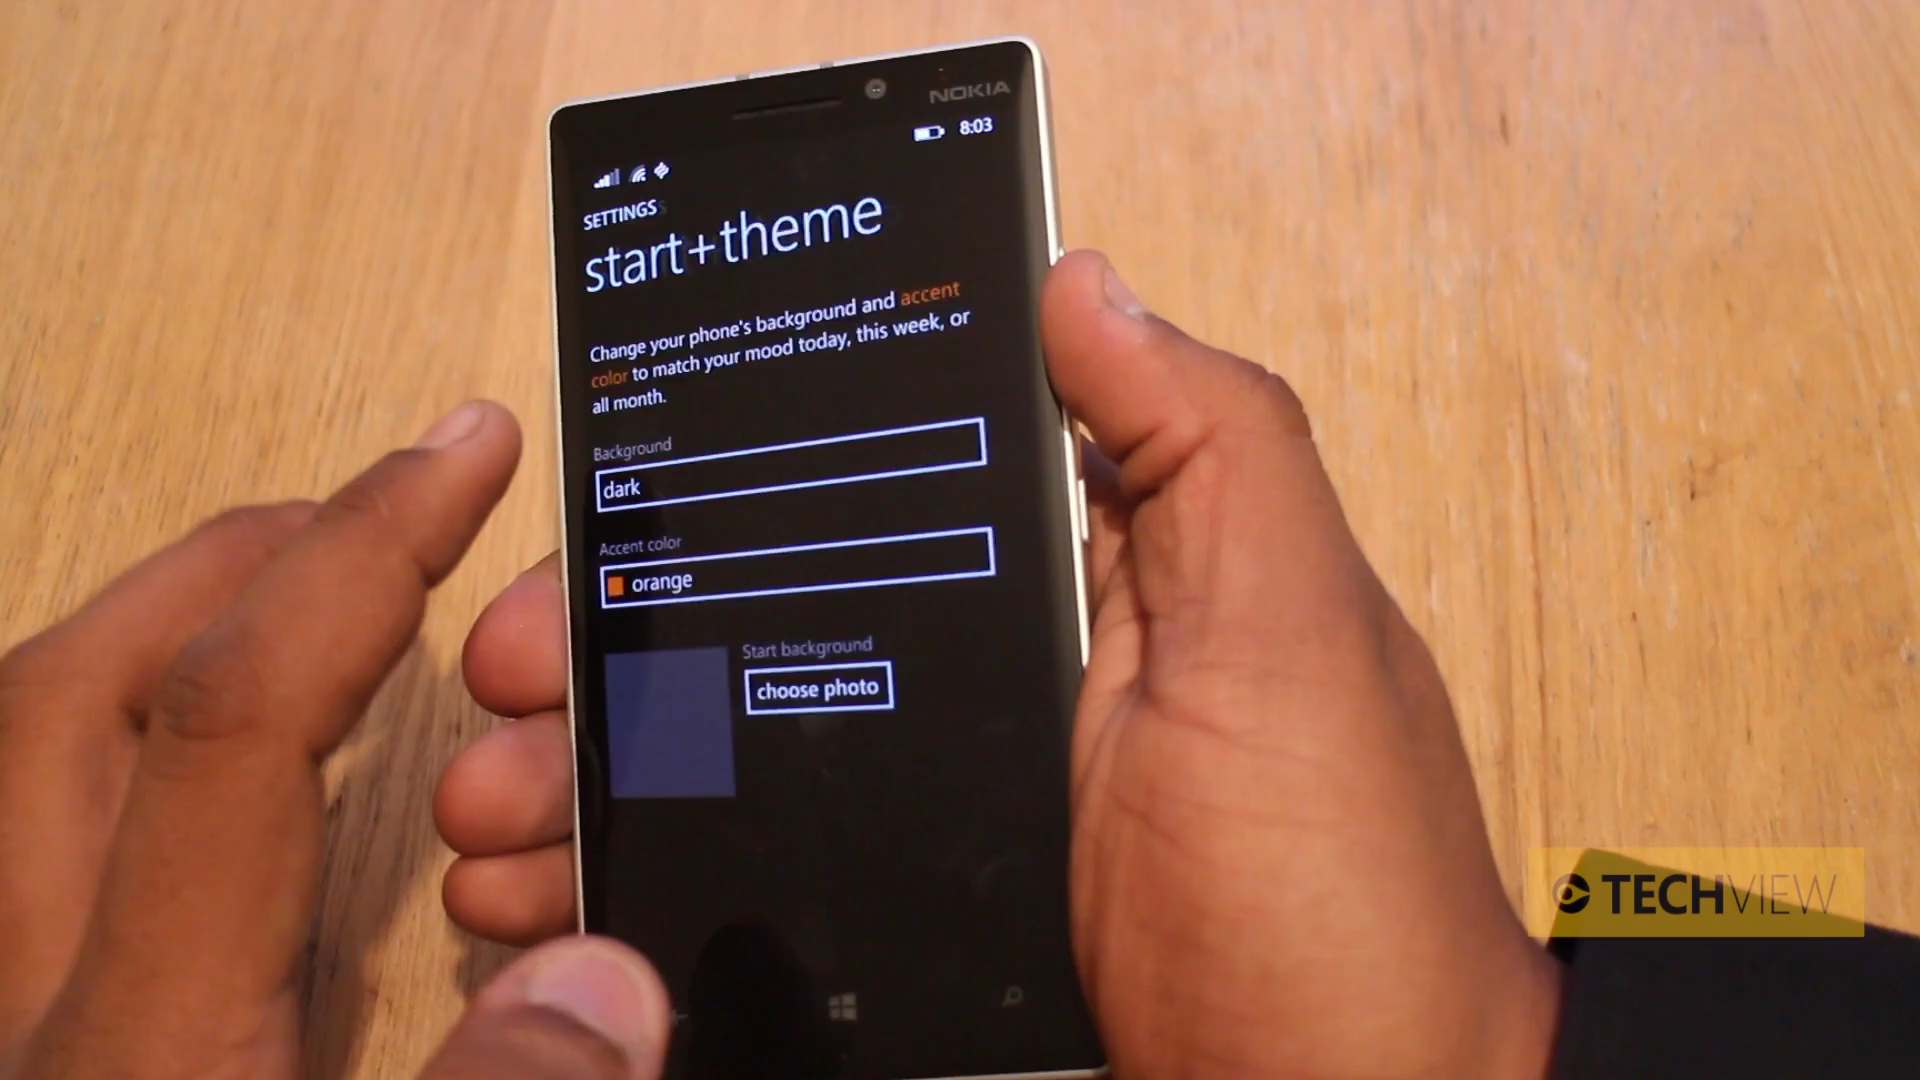 NOKIA
8:03
SETTINGS
start+theme
Change your phone's background and accent
color to match your mood today, this week, or
all month.
Background
dark
Accent color
orange
Start background
choose photo
TECHVIEW